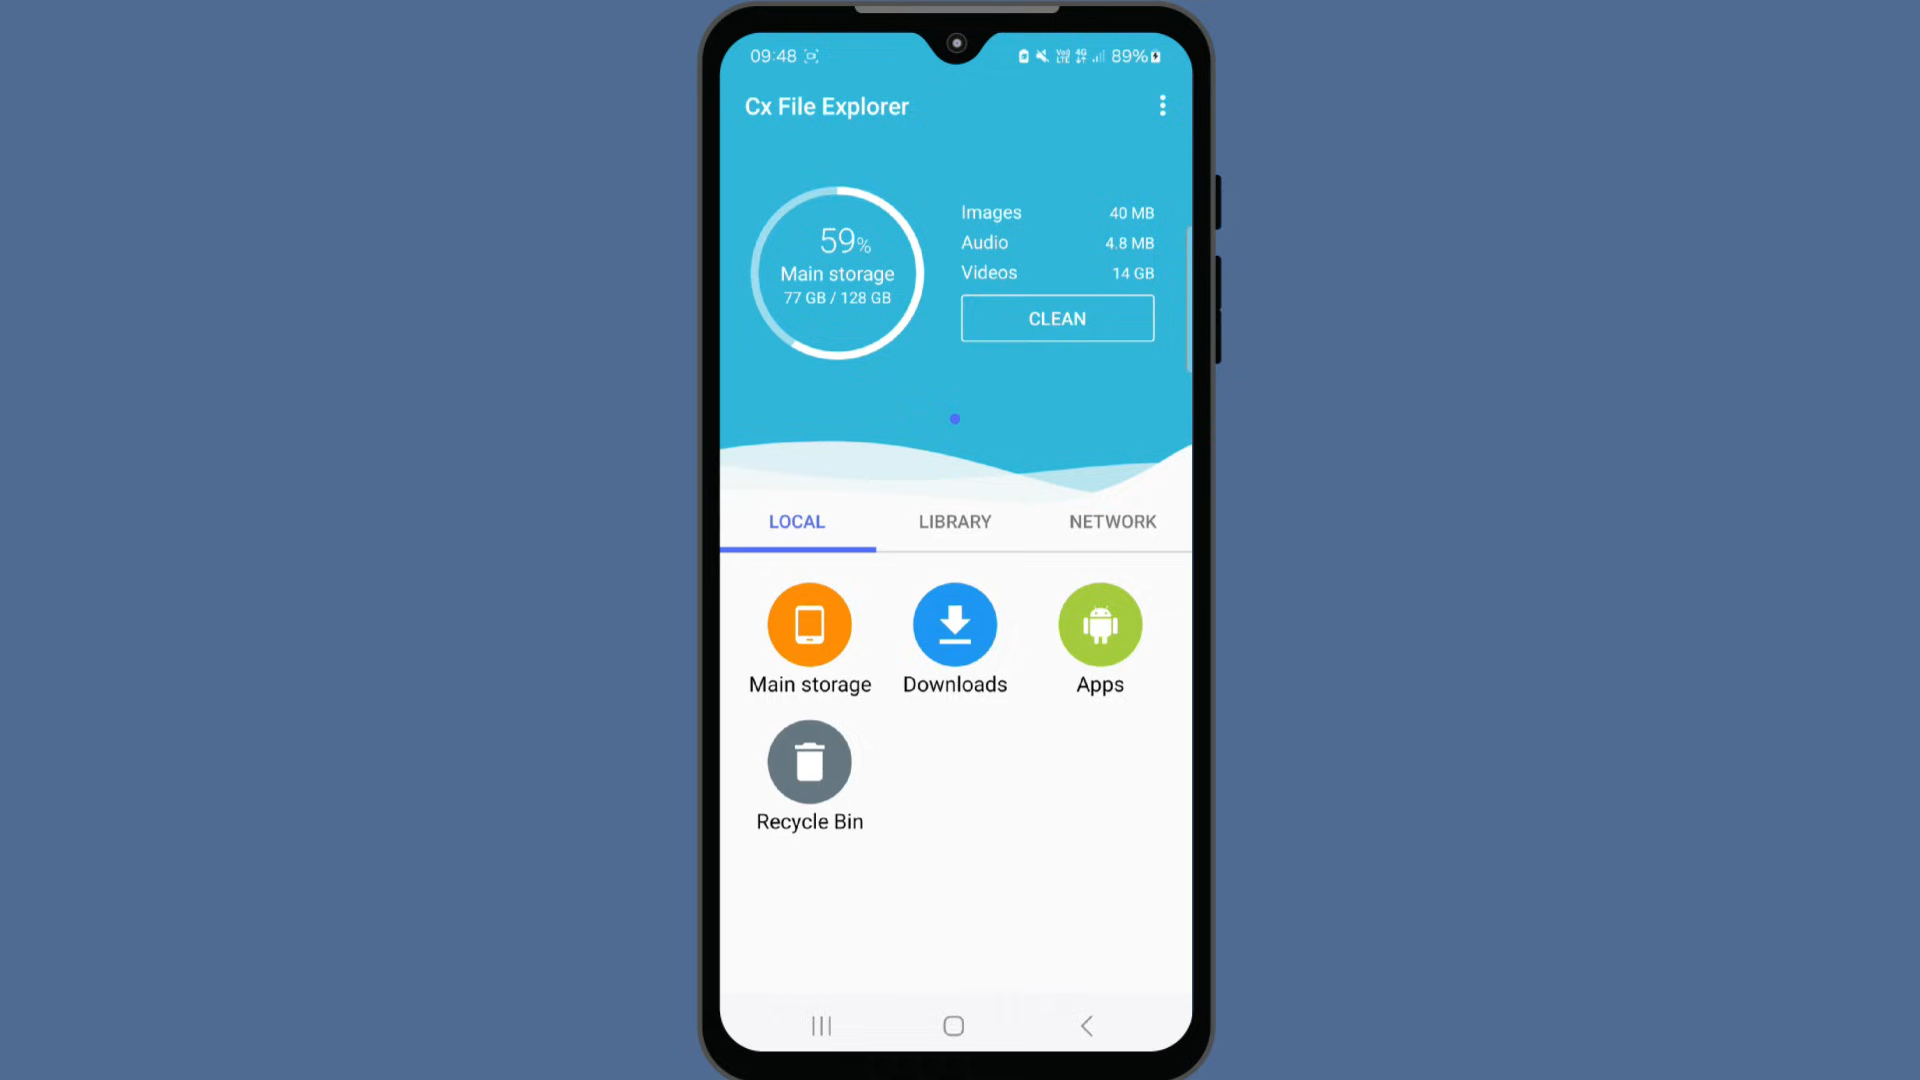 09:48 89%
Cx File Explorer
59%
Main storage
77 GB / 128 GB
Images 40 MB
Audio 4.8 MB
Videos 14 GB
CLEAN
LOCAL LIBRARY NETWORK
Main storage Downloads Apps
Recycle Bin